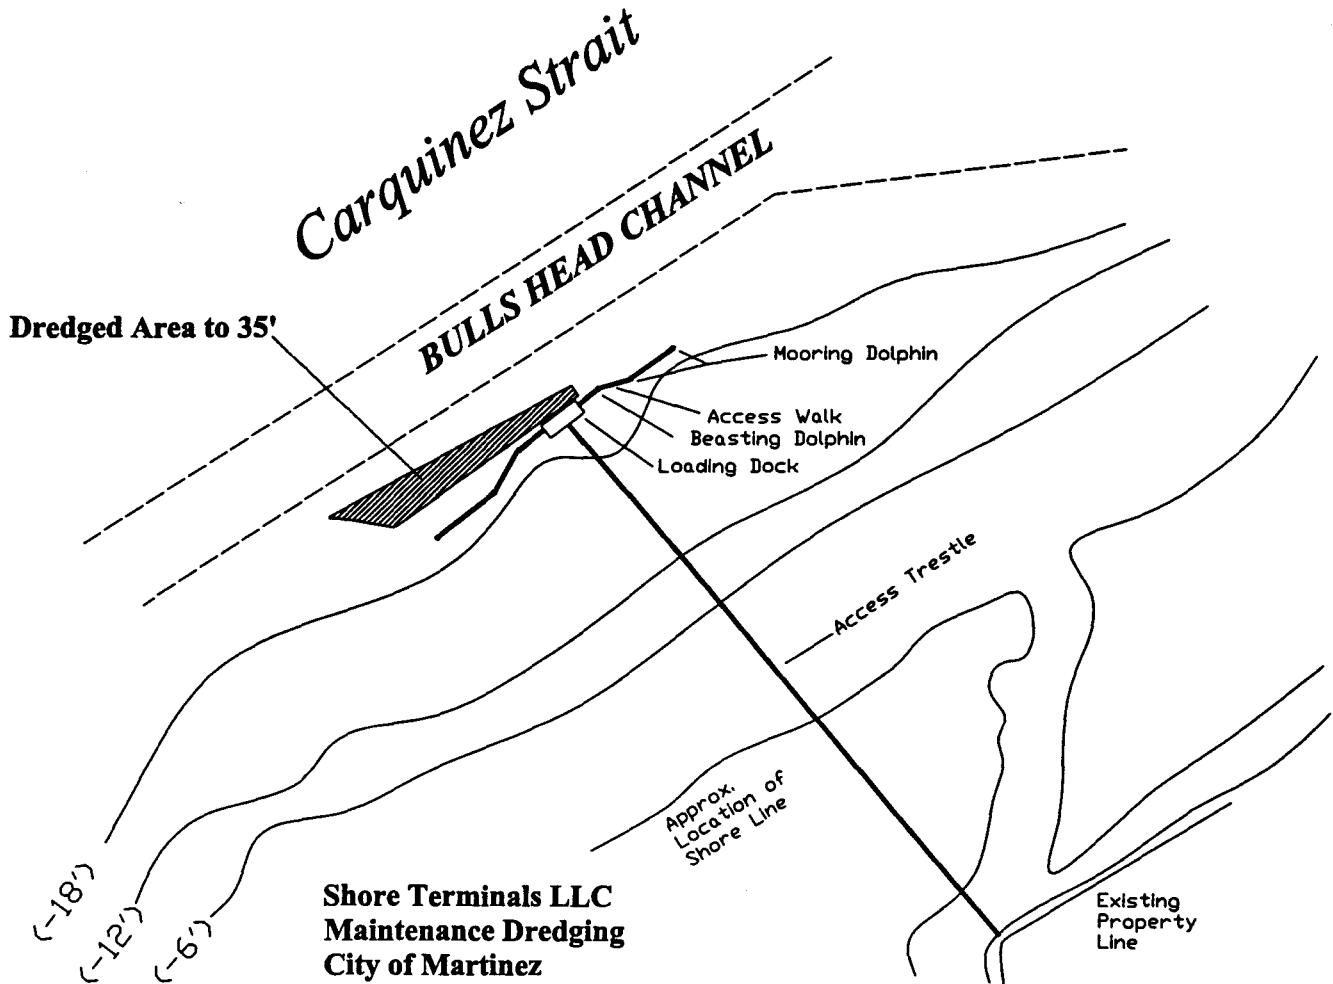 Carquinez Strait
BULLS HEAD CHANNEL
Dredged Area to 35'
Mooring Dolphin
Access Walk
Beasting Dolphin
Loading Dock
Access Trestle
Approx.
Location of
Shore Line
(-18')
(-12')
(-6')
Shore Terminals LLC
Maintenance Dredging
City of Martinez
Existing
Property
Line